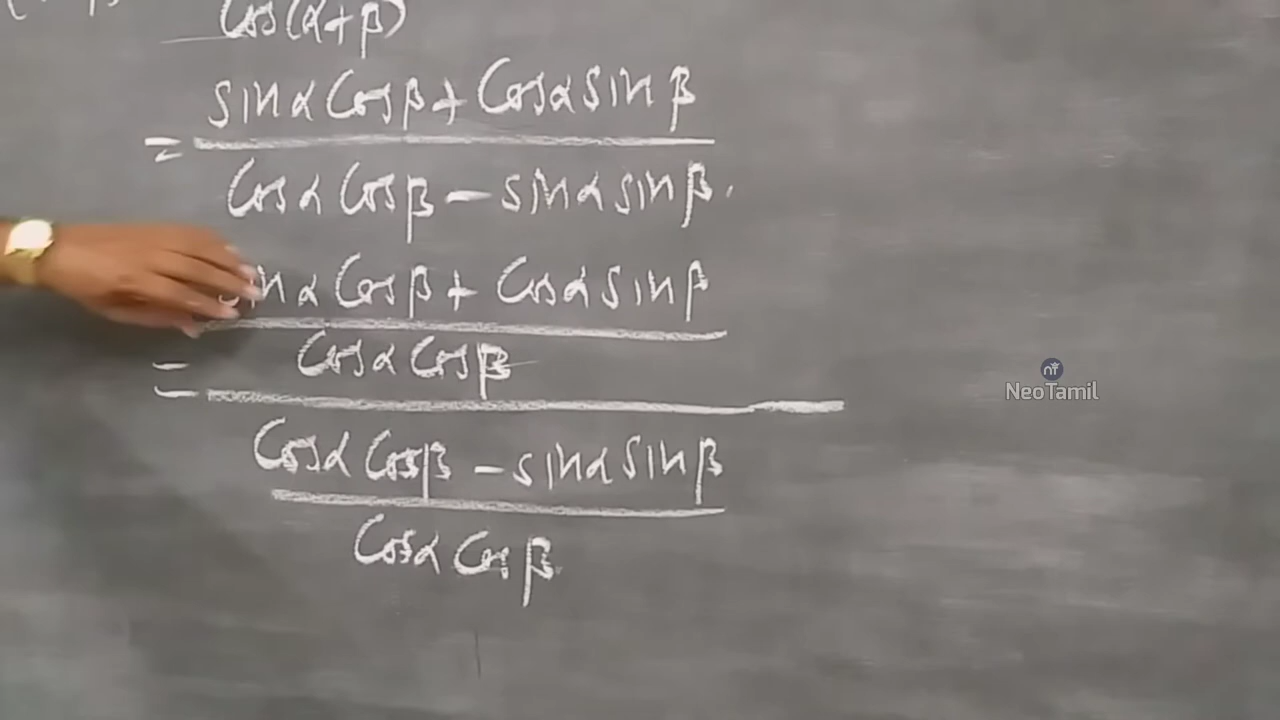 Cos(α+β)
sinα Cosβ + Cosα sinβ
=
Cosα Cosβ - sinα sinβ.
sinα Cosβ + Cosα sinβ
Cosα Cosβ
=
Cosα Cosβ - sinα sinβ
Cosα Cosβ
NeoTamil